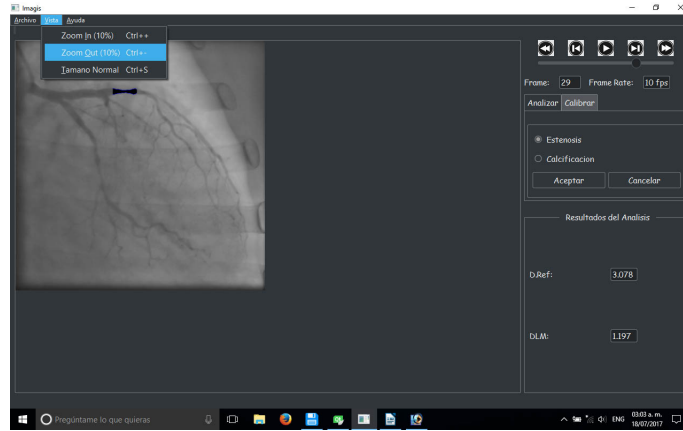 Imagis
Archivo Vista Ayuda
Zoom In (10%) Ctrl++
Zoom Out (10%) Ctrl+-
Tamano Normal Ctrl+S
Frame: 29 Frame Rate: 10 fps
Analizar Calibrar
Estenosis
Calcificacion
Aceptar Cancelar
Resultados del Analisis
D.Ref: 3.078
DLM: 1.197
Pregúntame lo que quieras
ENG 03:03 a. m.
18/07/2017